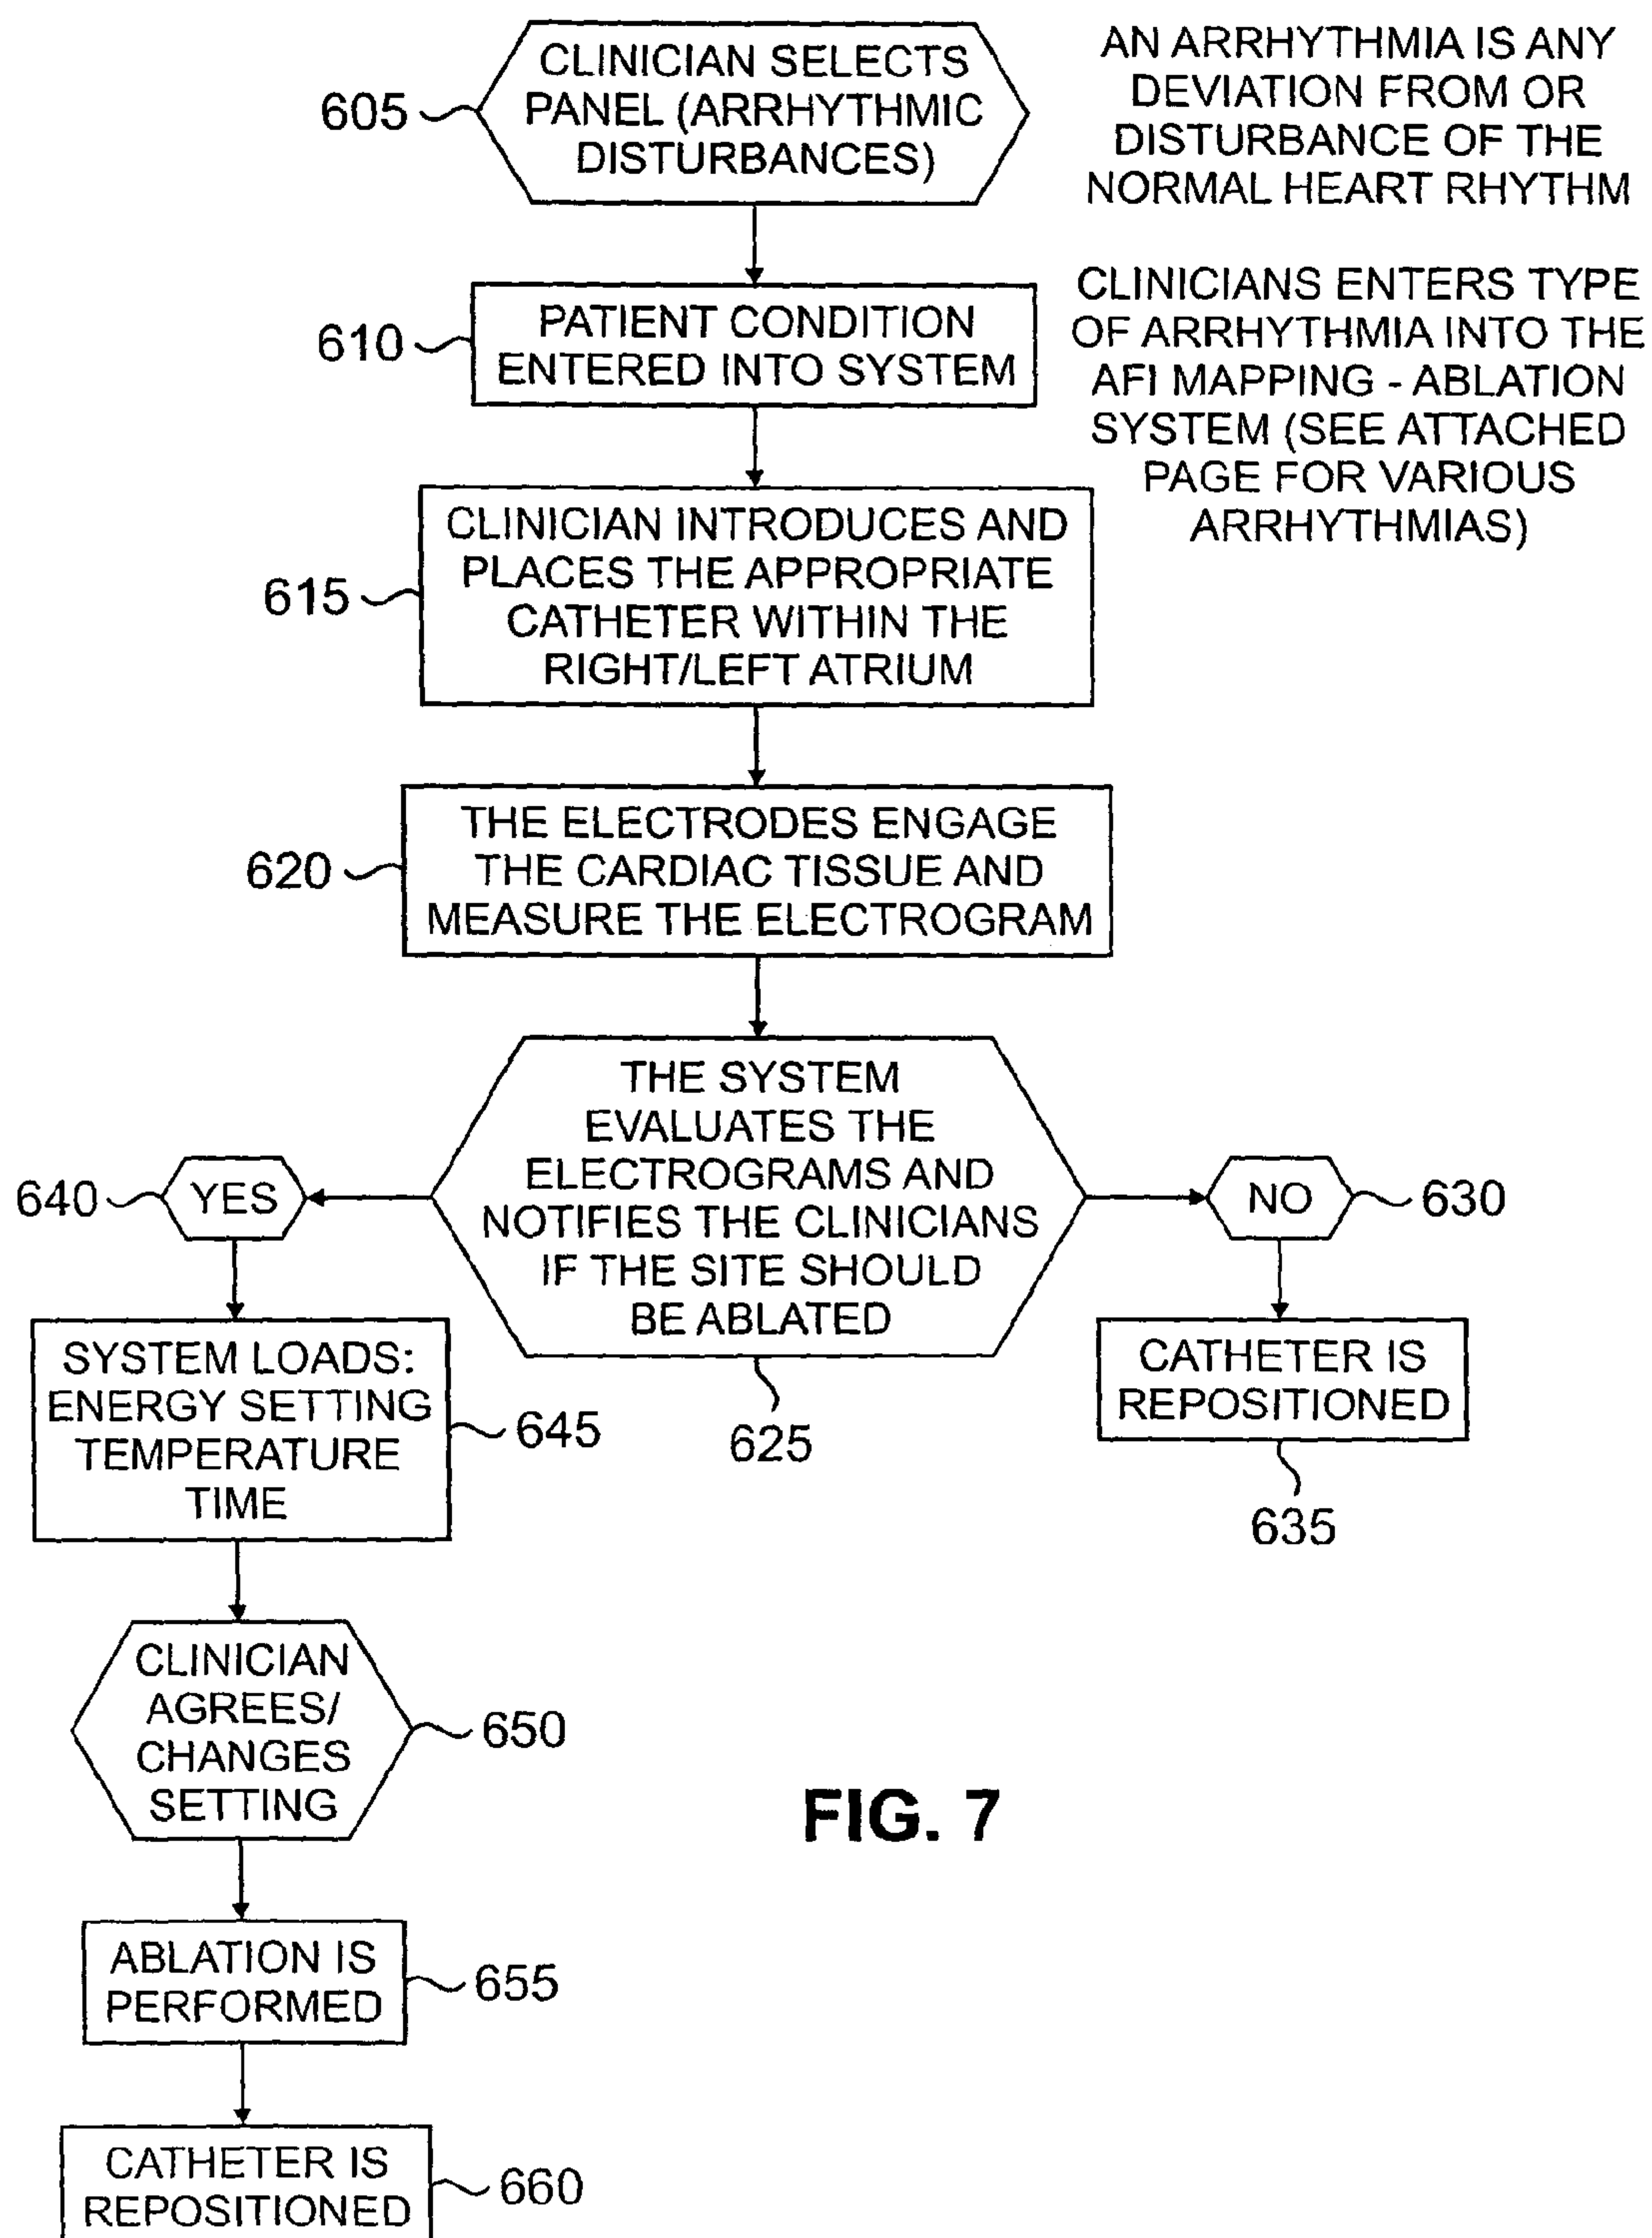 CLINICIAN SELECTS
PANEL (ARRHYTHMIC
DISTURBANCES)
605
AN ARRHYTHMIA IS ANY
DEVIATION FROM OR
DISTURBANCE OF THE
NORMAL HEART RHYTHM
PATIENT CONDITION
ENTERED INTO SYSTEM
610
CLINICIANS ENTERS TYPE
OF ARRHYTHMIA INTO THE
AFI MAPPING - ABLATION
SYSTEM (SEE ATTACHED
PAGE FOR VARIOUS
ARRHYTHMIAS)
CLINICIAN INTRODUCES AND
PLACES THE APPROPRIATE
CATHETER WITHIN THE
RIGHT/LEFT ATRIUM
615
THE ELECTRODES ENGAGE
THE CARDIAC TISSUE AND
MEASURE THE ELECTROGRAM
620
THE SYSTEM
EVALUATES THE
ELECTROGRAMS AND
NOTIFIES THE CLINICIANS
IF THE SITE SHOULD
BE ABLATED
625
640
YES
NO
630
SYSTEM LOADS:
ENERGY SETTING
TEMPERATURE
TIME
645
CATHETER IS
REPOSITIONED
635
CLINICIAN
AGREES/
CHANGES
SETTING
650
FIG. 7
ABLATION IS
PERFORMED
655
CATHETER IS
REPOSITIONED
660